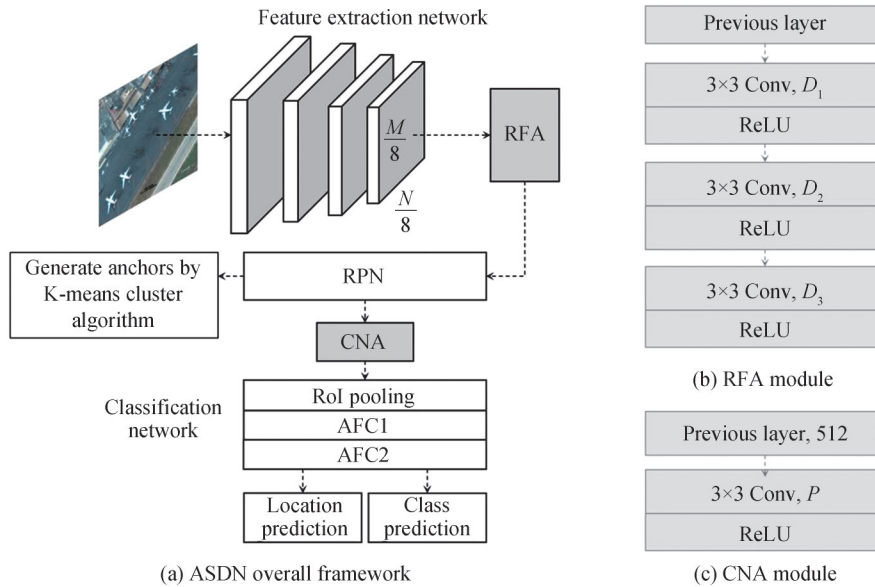 Feature extraction network
M/8
N/8
RFA
Generate anchors by
K-means cluster
algorithm
RPN
CNA
Classification
network
RoI pooling
AFC1
AFC2
Location
prediction
Class
prediction
(a) ASDN overall framework
Previous layer
3×3 Conv, D₁
ReLU
3×3 Conv, D₂
ReLU
3×3 Conv, D₃
ReLU
(b) RFA module
Previous layer, 512
3×3 Conv, P
ReLU
(c) CNA module